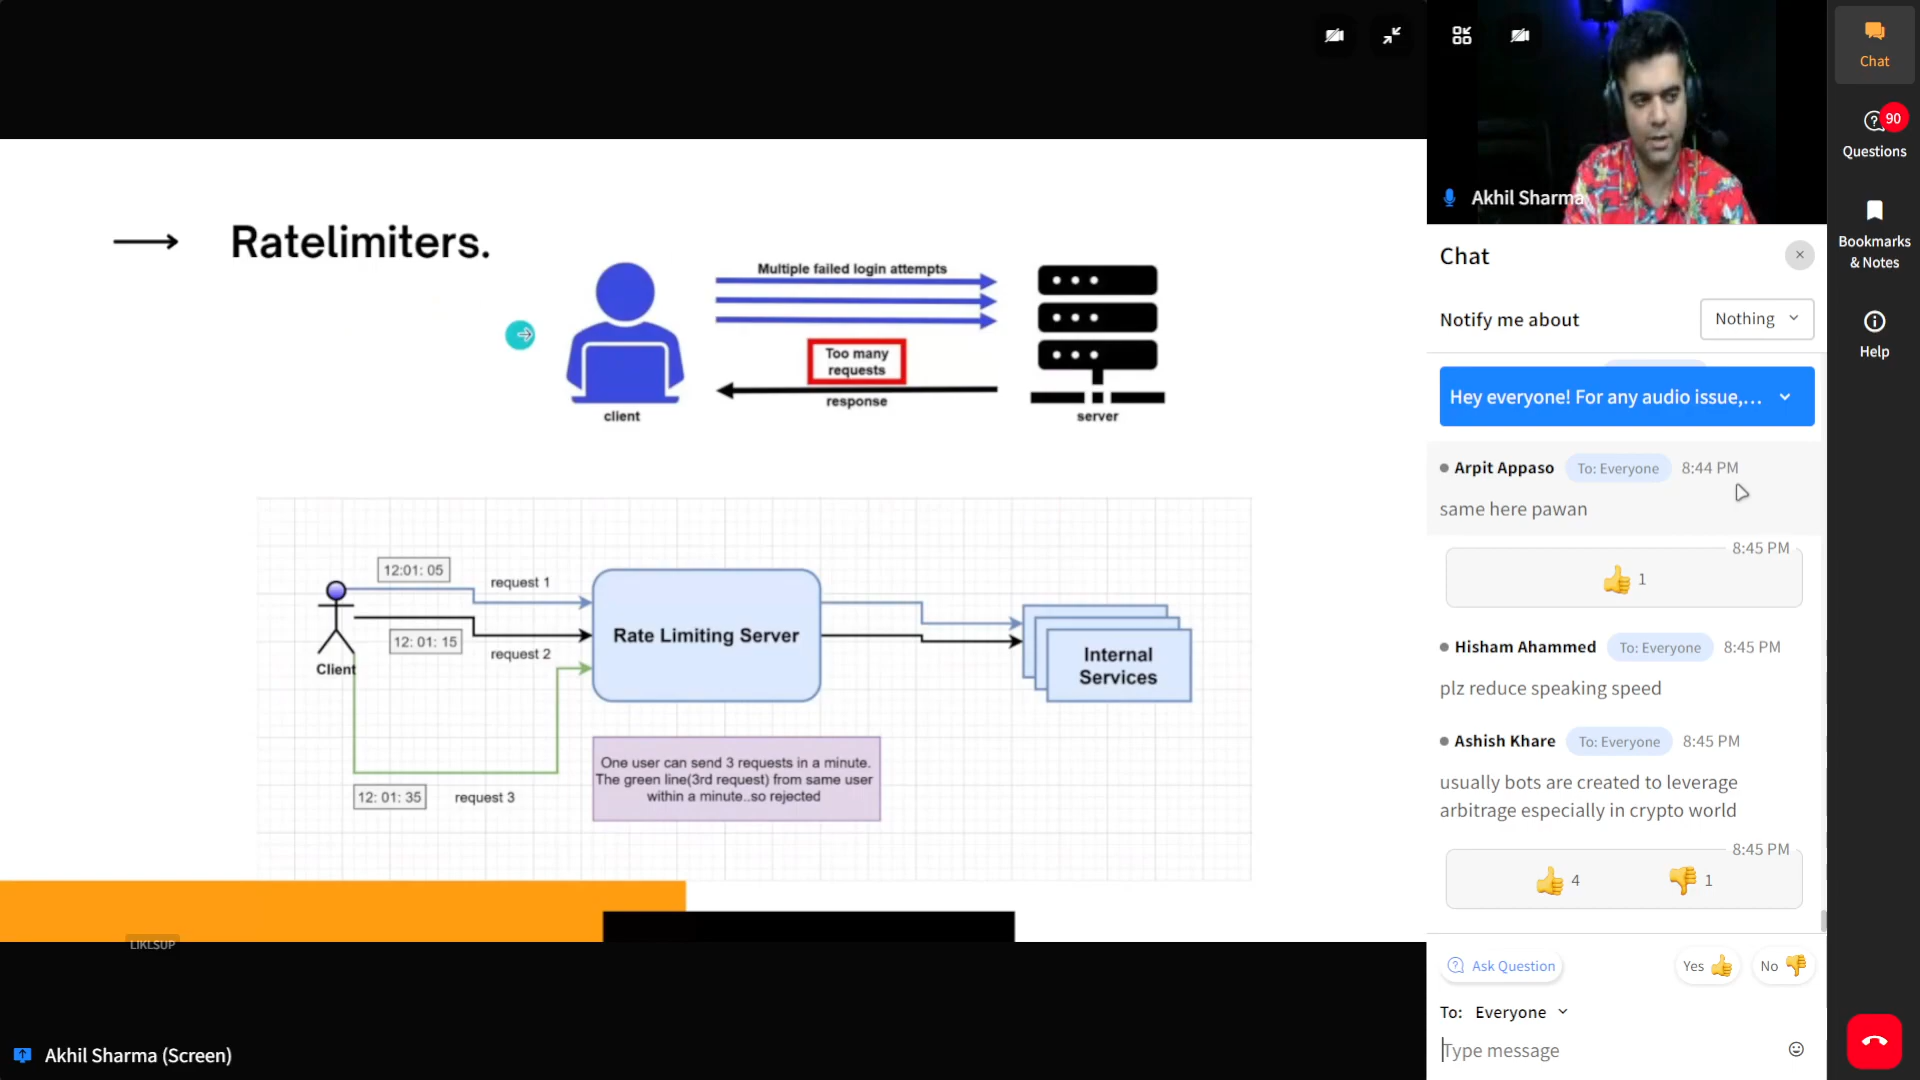 Ratelimiters.
Multiple failed login attempts
Too many
requests
response
client
server
12:01: 05
request 1
12: 01: 15
request 2
Client
Rate Limiting Server
Internal
Services
12: 01: 35
request 3
One user can send 3 requests in a minute.
The green line(3rd request) from same user
within a minute..so rejected
LIKLSUP
Akhil Sharma (Screen)
Akhil Sharma
Chat
Notify me about
Nothing
Hey everyone! For any audio issue,...
Arpit Appaso To: Everyone 8:44 PM
same here pawan
8:45 PM
1
Hisham Ahammed To: Everyone 8:45 PM
plz reduce speaking speed
Ashish Khare To: Everyone 8:45 PM
usually bots are created to leverage
arbitrage especially in crypto world
8:45 PM
4 1
Ask Question
Yes
No
To: Everyone
Type message
Chat
90
Questions
Bookmarks
& Notes
Help